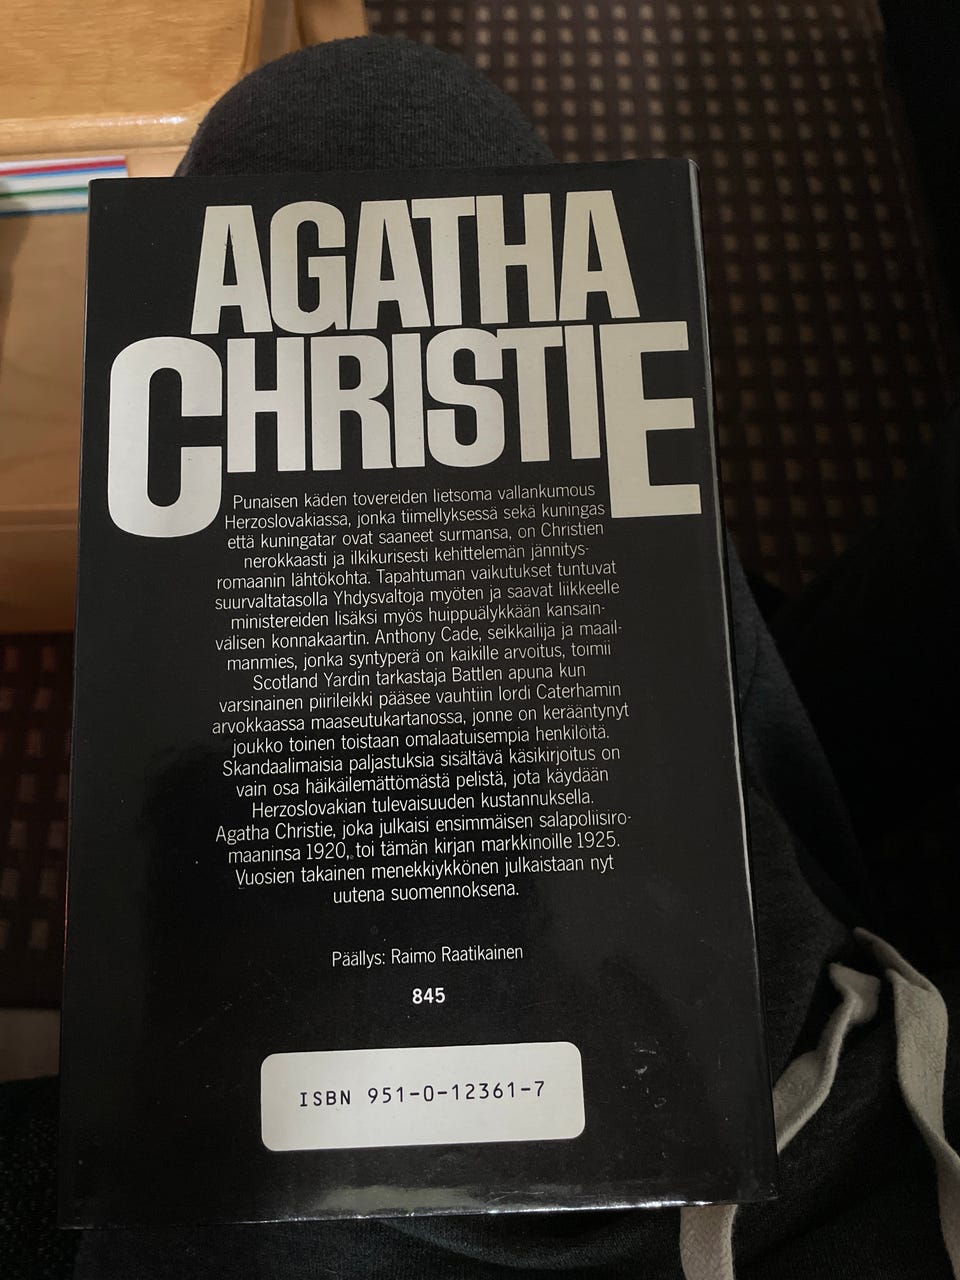 AGATHA
CHRISTIE
Punaisen käden tovereiden lietsoma vallankumous
Herzoslovakiassa, jonka tiimellyksessä sekä kuningas
että kuningatar ovat saaneet surmansa, on Christien
nerokkaasti ja ilkikurisesti kehittelemän jännitys-
romaanin lähtökohta. Tapahtuman vaikutukset tuntuvat
suurvaltatasolla Yhdysvaltoja myöten ja saavat liikkeelle
ministereiden lisäksi myös huippuälykkään kansain-
välisen konnakaartin. Anthony Cade, seikkailija ja maail-
manmies, jonka syntyperä on kaikille arvoitus, toimii
Scotland Yardin tarkastaja Battlen apuna kun
varsinainen piirileikki pääsee vauhtiin lordi Caterhamin
arvokkaassa maaseutukartanossa, jonne on kerääntynyt
joukko toinen toistaan omalaatuisempia henkilöitä.
Skandaalimaisia paljastuksia sisältävä käsikirjoitus on
vain osa häikäilemättömästä pelistä, jota käydään
Herzoslovakian tulevaisuuden kustannuksella.
Agatha Christie, joka julkaisi ensimmäisen salapoliisiro-
maaninsa 1920, toi tämän kirjan markkinoille 1925.
Vuosien takainen menekkiykkönen julkaistaan nyt
uutena suomennoksena.
Päällys: Raimo Raatikainen
845
ISBN 951-0-12361-7